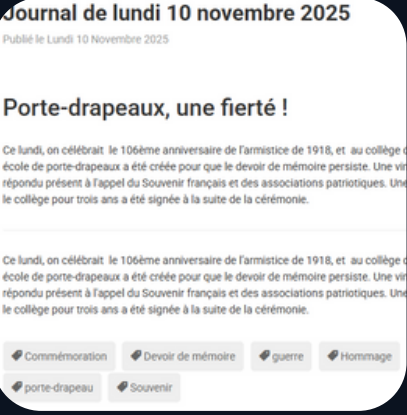 Journal de lundi 10 novembre 2025
Publié le Lundi 10 Novembre 2025
Porte-drapeaux, une fierté !
Ce lundi, on célébrait le 106ème anniversaire de l'armistice de 1918, et au collège
école de porte-drapeaux a été créée pour que le devoir de mémoire persiste. Une
répondu présent à l'appel du Souvenir français et des associations patriotiques. Une
le collège pour trois ans a été signée à la suite de la cérémonie.
Ce lundi, on célébrait le 106ème anniversaire de l'armistice de 1918, et au collège
école de porte-drapeaux a été créée pour que le devoir de mémoire persiste. Une
répondu présent à l'appel du Souvenir français et des associations patriotiques. Une
le collège pour trois ans a été signée à la suite de la cérémonie.
Commémoration Devoir de mémoire guerre Hommage
porte-drapeau Souvenir